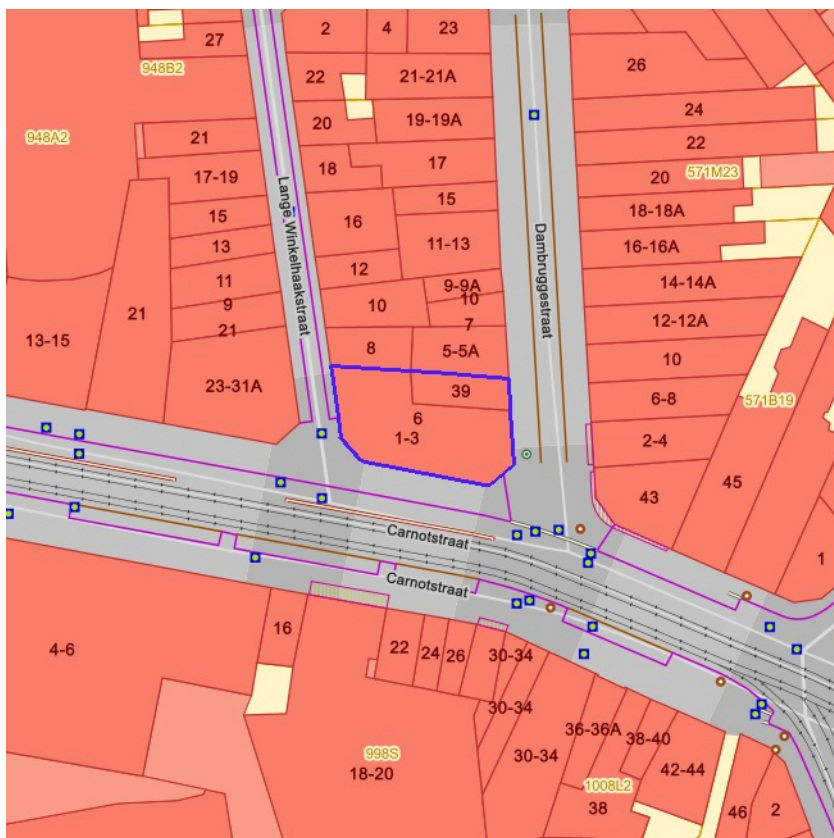 27
2
4
23
948B2
26
22
21-21A
948A2
21
20
19-19A
24
22
17-19
18
17
571M23
20
15
16
15
18-18A
13
11-13
16-16A
Lange Winkelhaakstraat
Dambruggestraat
11
12
9-9A
14-14A
9
10
10
21
13-15
21
7
12-12A
8
5-5A
10
23-31A
39
6-8
571B19
6
1-3
2-4
45
43
Carnotstraat
1
Carnotstraat
16
4-6
22
24
26
30-34
30-34
36-36A
38-40
998S
30-34
42-44
18-20
1008L2
38
46
2